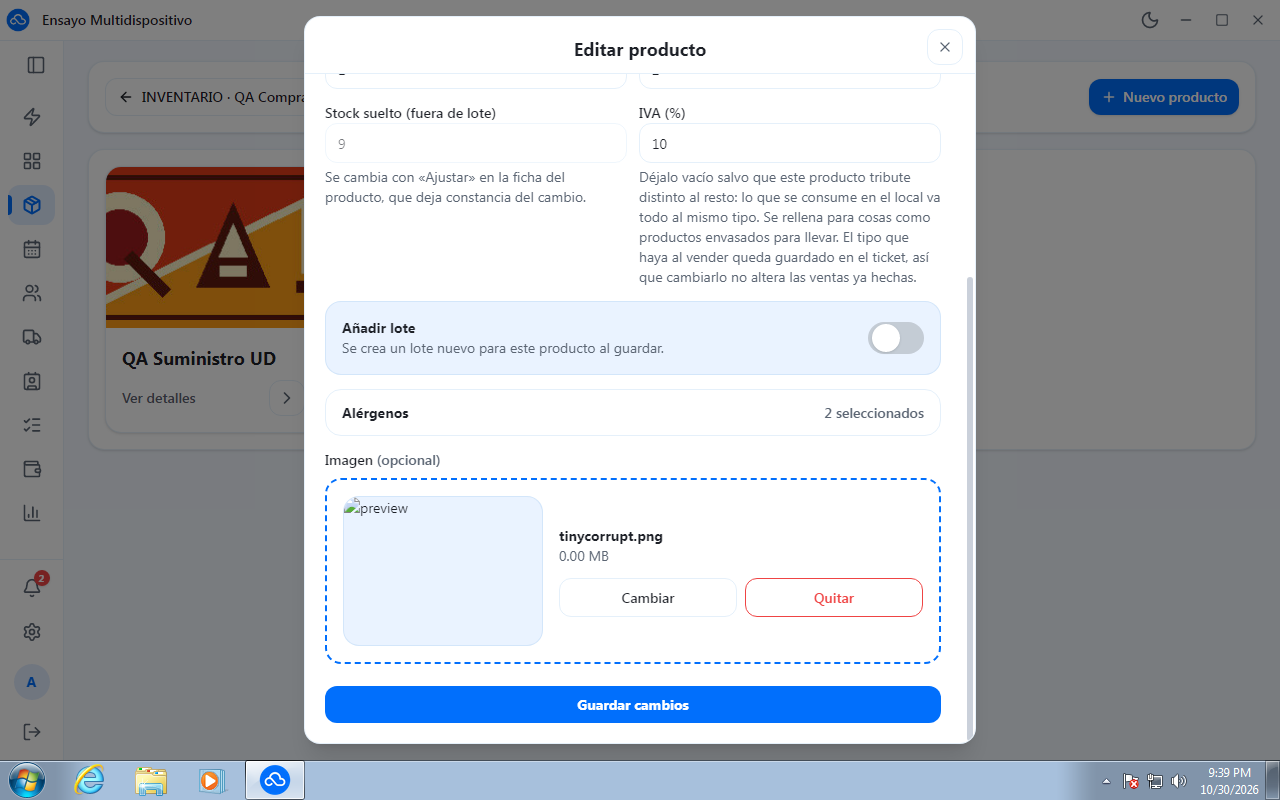 Ensayo Multidispositivo
INVENTARIO · QA Compra
Nuevo producto
Editar producto
Stock suelto (fuera de lote)
9
Se cambia con «Ajustar» en la ficha del
producto, que deja constancia del cambio.
IVA (%)
10
Déjalo vacío salvo que este producto tribute
distinto al resto: lo que se consume en el local va
todo al mismo tipo. Se rellena para cosas como
productos envasados para llevar. El tipo que
haya al vender queda guardado en el ticket, así
que cambiarlo no altera las ventas ya hechas.
QA Suministro UD
Ver detalles
Añadir lote
Se crea un lote nuevo para este producto al guardar.
Alérgenos
2 seleccionados
Imagen (opcional)
preview
tinycorrupt.png
0.00 MB
Cambiar
Quitar
Guardar cambios
2
A
9:39 PM
10/30/2026